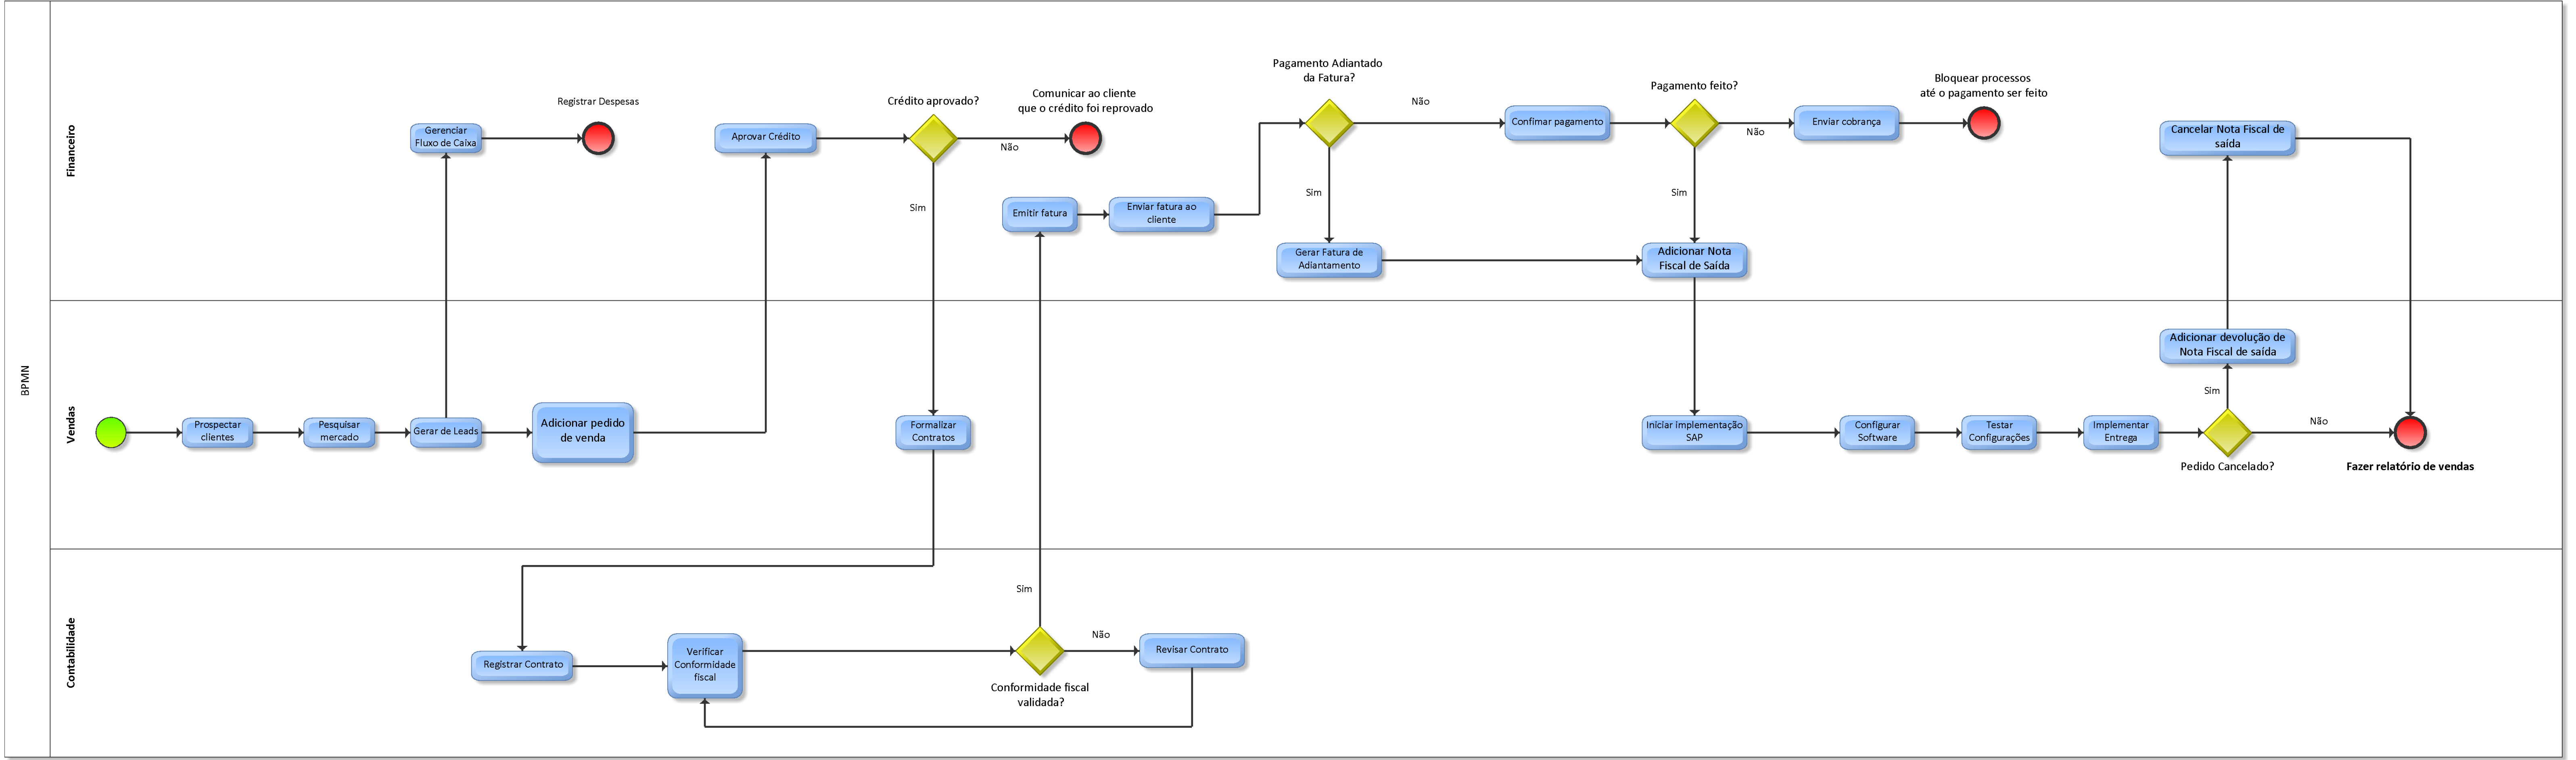 BPMN
Financeiro
Registrar Despesas
Gerenciar
Fluxo de Caixa
Aprovar Crédito
Crédito aprovado?
Comunicar ao cliente
que o crédito foi reprovado
Não
Sim
Emitir fatura
Enviar fatura ao
cliente
Pagamento Adiantado
da Fatura?
Não
Sim
Gerar Fatura de
Adiantamento
Confimar pagamento
Pagamento feito?
Não
Sim
Enviar cobrança
Bloquear processos
até o pagamento ser feito
Adicionar Nota
Fiscal de Saída
Cancelar Nota Fiscal de
saída
Vendas
Prospectar
clientes
Pesquisar
mercado
Gerar de Leads
Adicionar pedido
de venda
Formalizar
Contratos
Iniciar implementação
SAP
Configurar
Software
Testar
Configurações
Implementar
Entrega
Adicionar devolução de
Nota Fiscal de saída
Sim
Não
Pedido Cancelado?
Fazer relatório de vendas
Contabilidade
Registrar Contrato
Verificar
Conformidade
fiscal
Sim
Não
Conformidade fiscal
validada?
Revisar Contrato